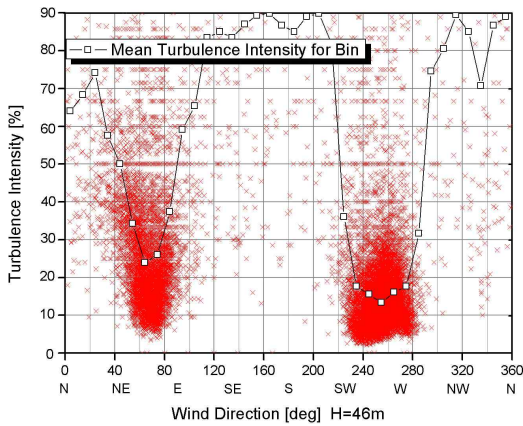 90
80
70
60
50
40
30
20
10
0
Turbulence Intensity [%]
Mean Turbulence Intensity for Bin
0 40 80 120 160 200 240 280 320 360
N NE E SE S SW W NW N
Wind Direction [deg] H=46m